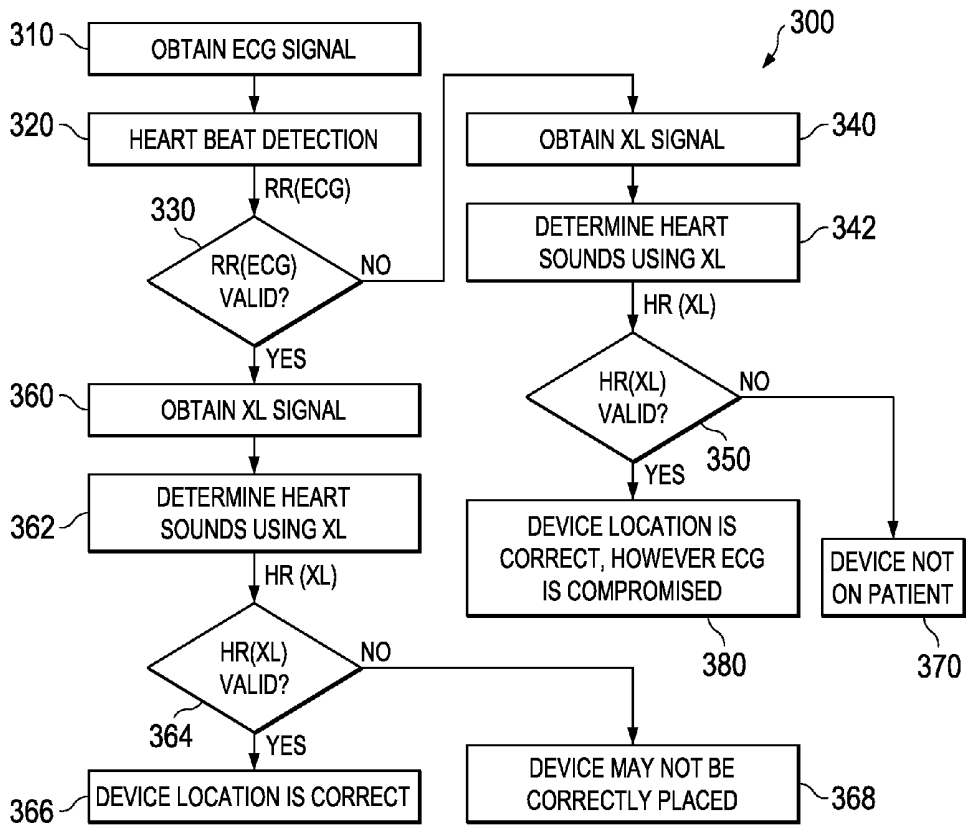 300
310
OBTAIN ECG SIGNAL
320
HEART BEAT DETECTION
RR(ECG)
330
RR(ECG)
VALID?
NO
YES
340
OBTAIN XL SIGNAL
342
DETERMINE HEART
SOUNDS USING XL
HR (XL)
HR(XL)
VALID?
NO
350
YES
DEVICE LOCATION IS
CORRECT, HOWEVER ECG
IS COMPROMISED
380
DEVICE NOT
ON PATIENT
370
360
OBTAIN XL SIGNAL
362
DETERMINE HEART
SOUNDS USING XL
HR (XL)
HR(XL)
VALID?
NO
364
YES
366
DEVICE LOCATION IS CORRECT
DEVICE MAY NOT BE
CORRECTLY PLACED
368